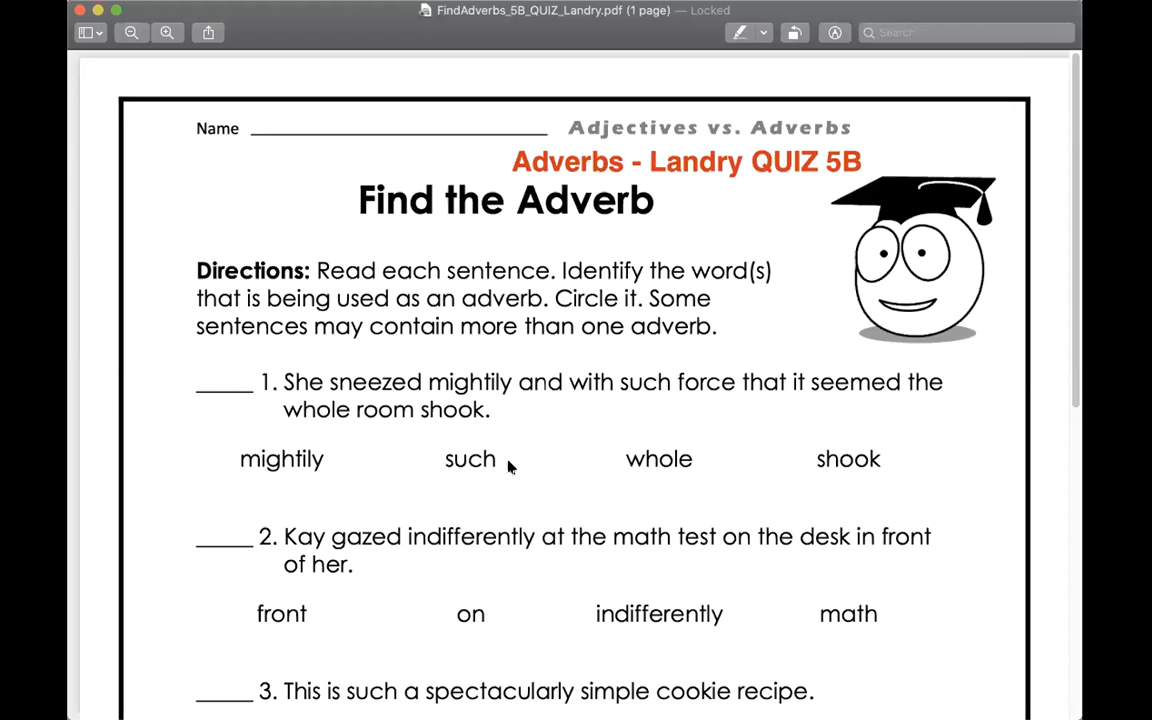 FindAdverbs_5B_QUIZ_Landry.pdf (1 page) — Locked
Search
Name
Adjectives vs. Adverbs
Adverbs - Landry QUIZ 5B
Find the Adverb
Directions: Read each sentence. Identify the word(s)
that is being used as an adverb. Circle it. Some
sentences may contain more than one adverb.
_____ 1. She sneezed mightily and with such force that it seemed the
whole room shook.
mightily such whole shook
_____ 2. Kay gazed indifferently at the math test on the desk in front
of her.
front on indifferently math
_____ 3. This is such a spectacularly simple cookie recipe.